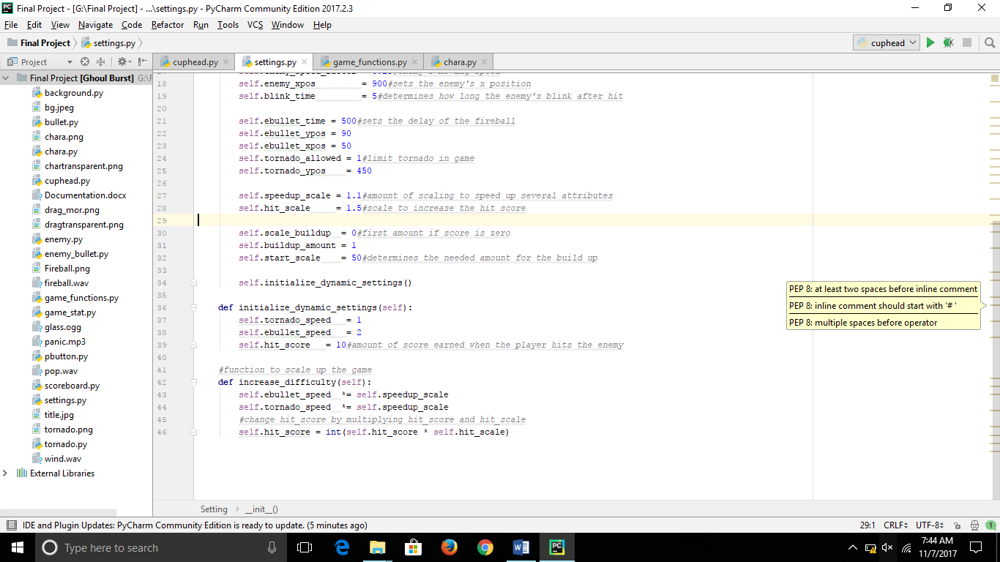 Final Project - [G:\Final Project] - ...\settings.py - PyCharm Community Edition 2017.2.3
File Edit View Navigate Code Refactor Run Tools VCS Window Help
Final Project settings.py cuphead
Project cuphead.py settings.py game_functions.py chara.py
Final Project [Ghoul Burst] G:\F
background.py
bg.jpeg
bullet.py
chara.png
chara.py
chartransparent.png
cuphead.py
Documentation.docx
drag_mor.png
dragtransparent.png
enemy.py
enemy_bullet.py
Fireball.png
fireball.wav
game_functions.py
game_stat.py
glass.ogg
panic.mp3
pbutton.py
pop.wav
scoreboard.py
settings.py
title.jpg
tornado.png
tornado.py
wind.wav
External Libraries
18 self.enemy_xpos = 900#sets the enemy's x position
19 self.blink_time = 5#determines how long the enemy's blink after hit
20
21 self.ebullet_time = 500#sets the delay of the fireball
22 self.ebullet_ypos = 90
23 self.ebullet_xpos = 50
24 self.tornado_allowed = 1#limit tornado in game
25 self.tornado_ypos = 450
26
27 self.speedup_scale = 1.1#amount of scaling to speed up several attributes
28 self.hit_scale = 1.5#scale to increase the hit score
29
30 self.scale_buildup = 0#first amount if score is zero
31 self.buildup_amount = 1
32 self.start_scale = 50#determines the needed amount for the build up
33
34 self.initialize_dynamic_settings()
35
36 def initialize_dynamic_settings(self):
37 self.tornado_speed = 1
38 self.ebullet_speed = 2
39 self.hit_score = 10#amount of score earned when the player hits the enemy
40
41 #function to scale up the game
42 def increase_difficulty(self):
43 self.ebullet_speed *= self.speedup_scale
44 self.tornado_speed *= self.speedup_scale
45 #change hit_score by multiplying hit_score and hit_scale
46 self.hit_score = int(self.hit_score * self.hit_scale)
PEP 8: at least two spaces before inline comment
PEP 8: inline comment should start with '# '
PEP 8: multiple spaces before operator
Setting __init__()
IDE and Plugin Updates: PyCharm Community Edition is ready to update. (5 minutes ago) 29:1 CRLF UTF-8 1
Type here to search
7:44 AM
11/7/2017